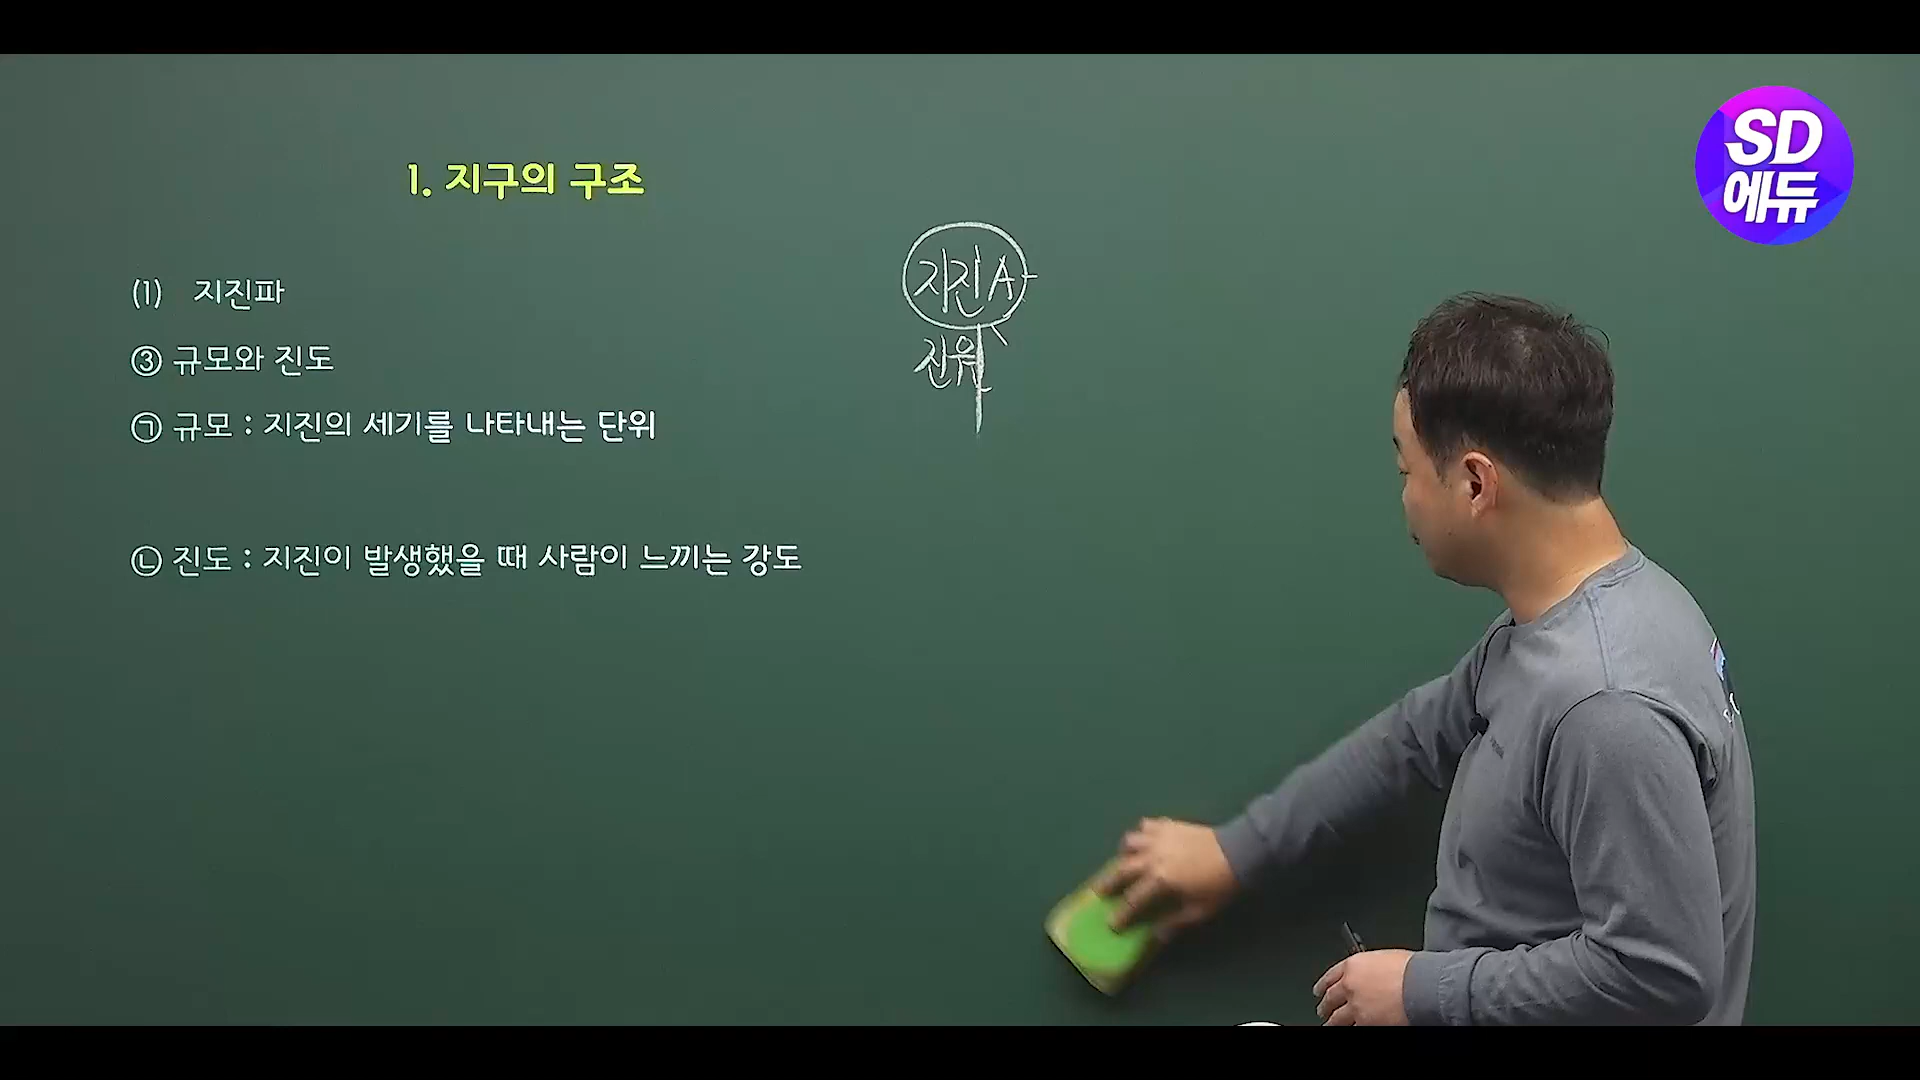 1. 지구의 구조
SD
에듀
(1) 지진파
③ 규모와 진도
㉠ 규모 : 지진의 세기를 나타내는 단위
㉡ 진도 : 지진이 발생했을 때 사람이 느끼는 강도
지진A
진원